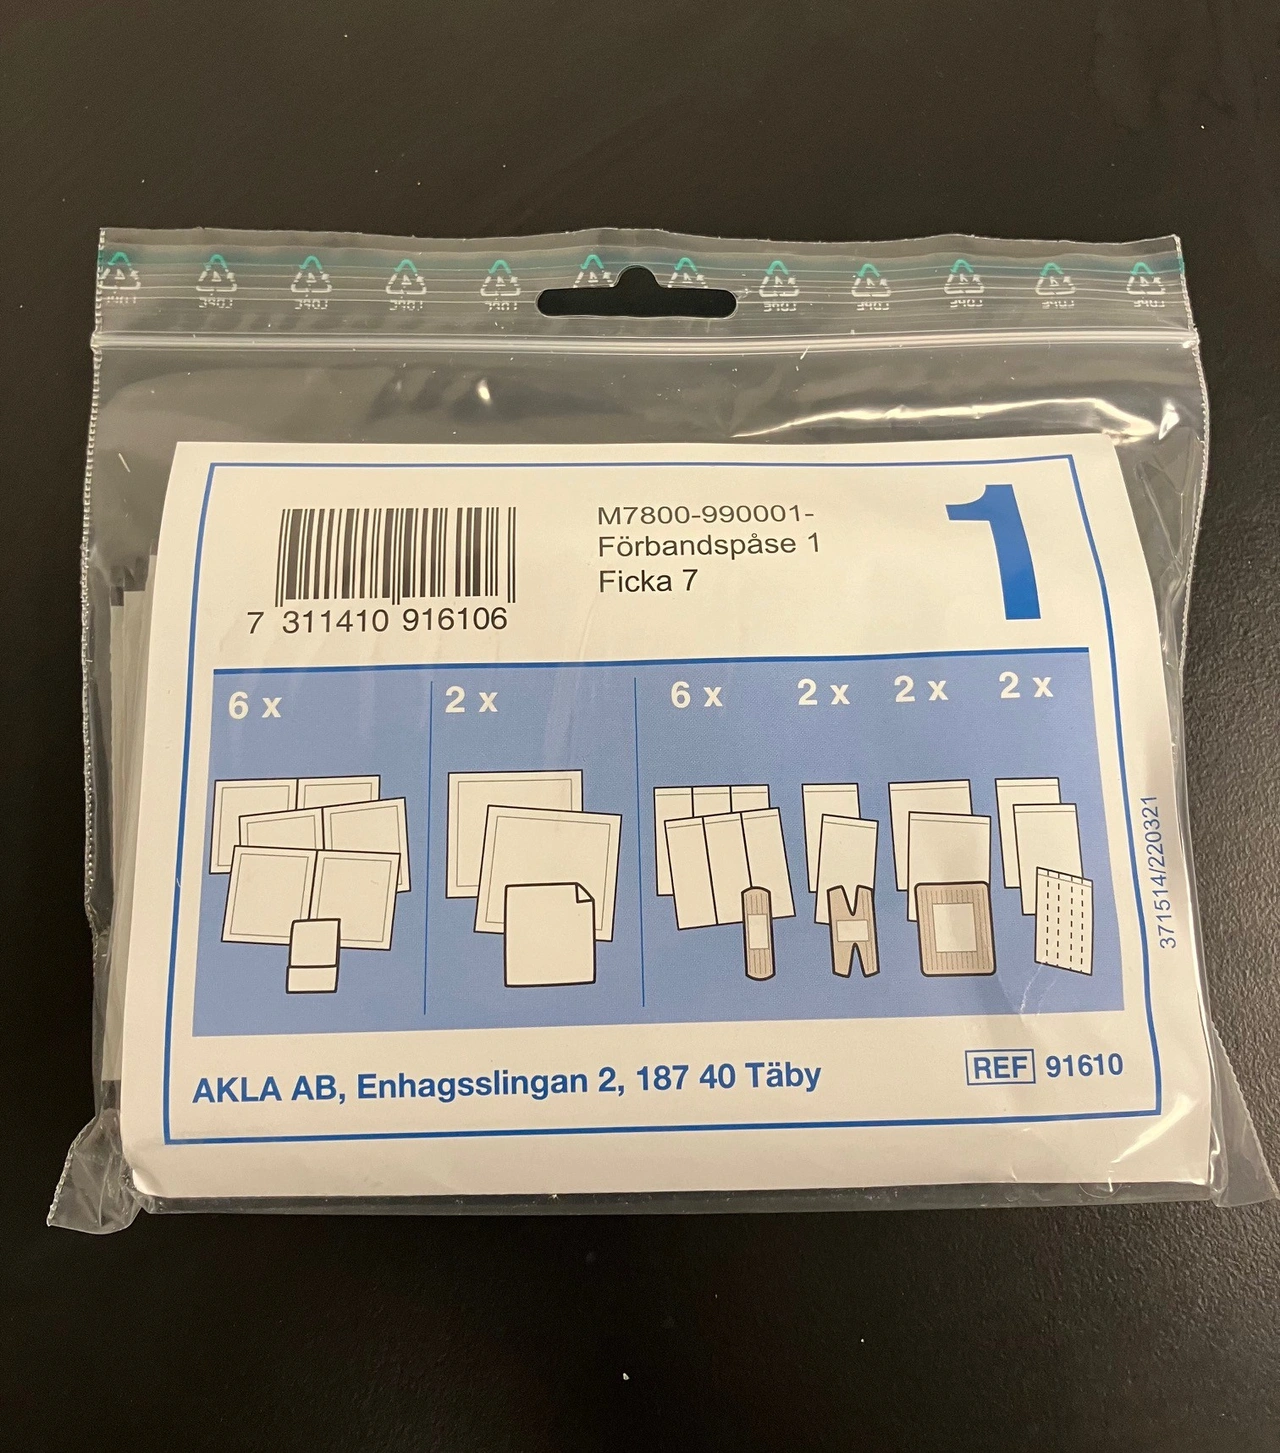 7 311410 916106
M7800-990001-
Förbandspåse 1
Ficka 7
1
6 x
2 x
6 x
2 x
2 x
2 x
371514/220321
AKLA AB, Enhagsslingan 2, 187 40 Täby
REF 91610